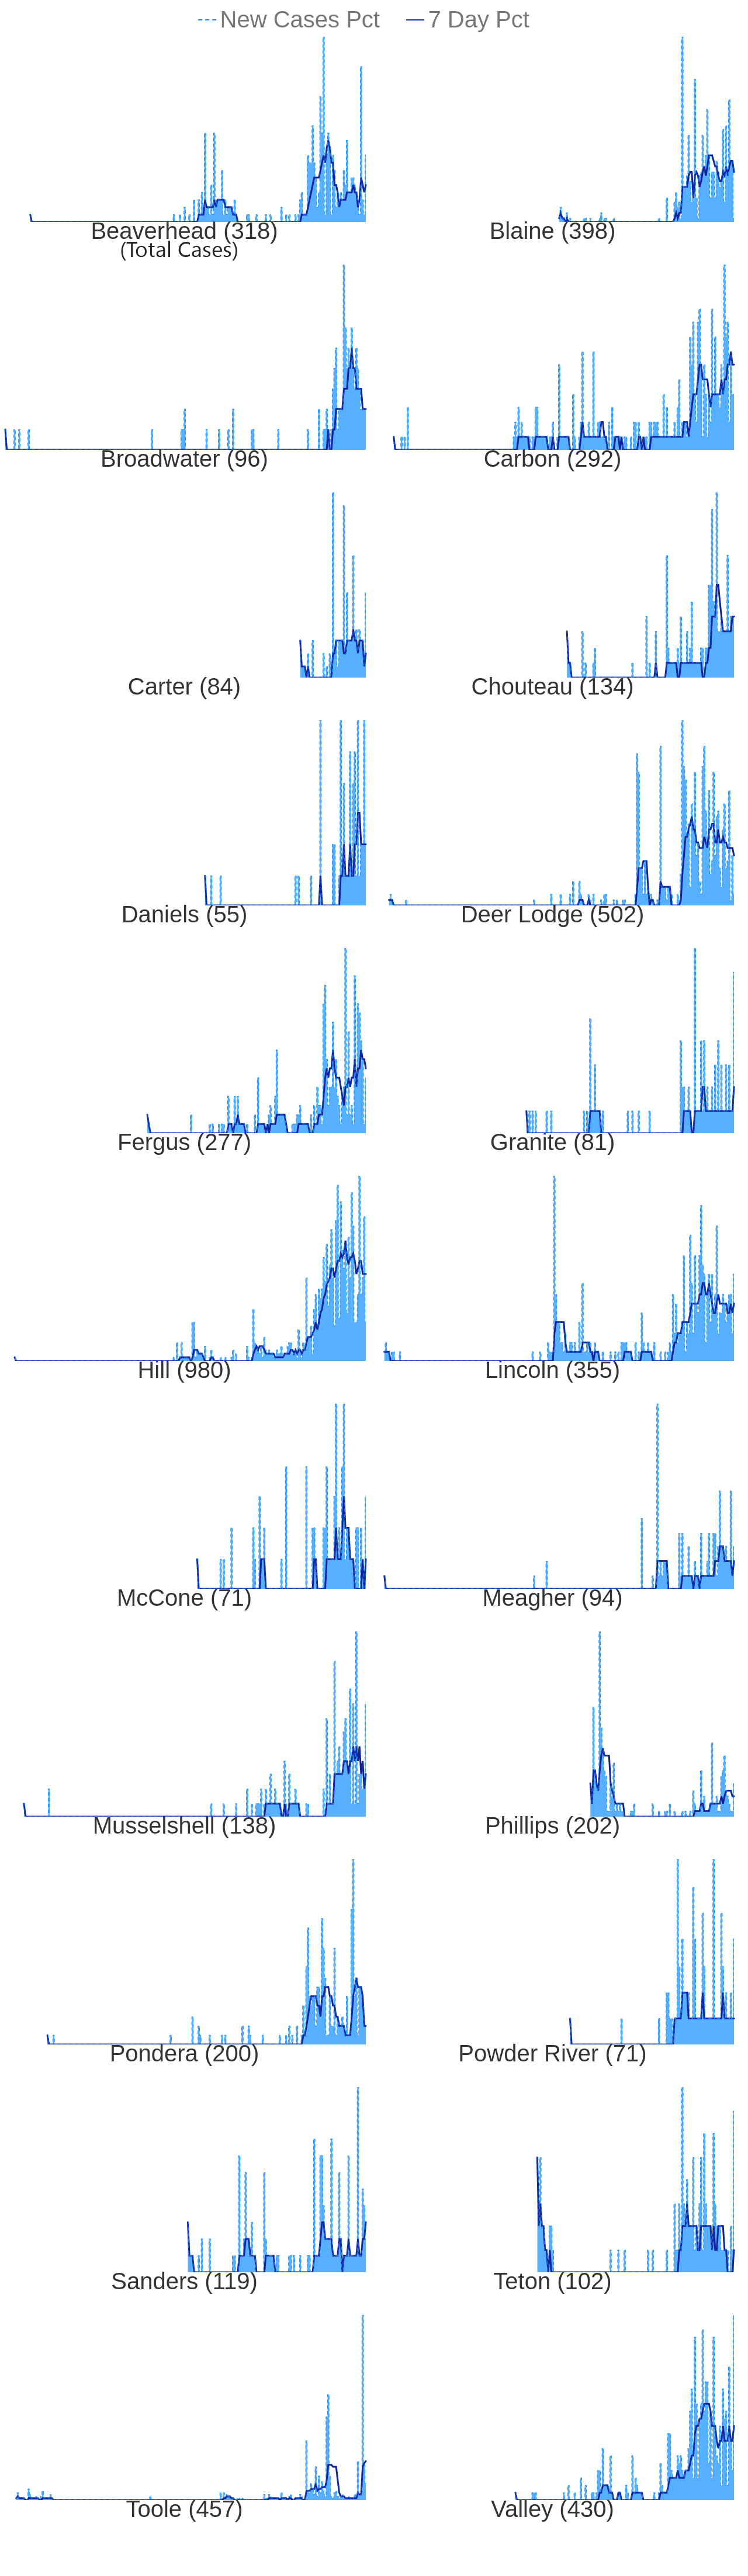 New Cases Pct 7 Day Pct
Beaverhead (318) Blaine (398)
(Total Cases)
Broadwater (96) Carbon (292)
Carter (84) Chouteau (134)
Daniels (55) Deer Lodge (502)
Fergus (277) Granite (81)
Hill (980) Lincoln (355)
McCone (71) Meagher (94)
Musselshell (138) Phillips (202)
Pondera (200) Powder River (71)
Sanders (119) Teton (102)
Toole (457) Valley (430)